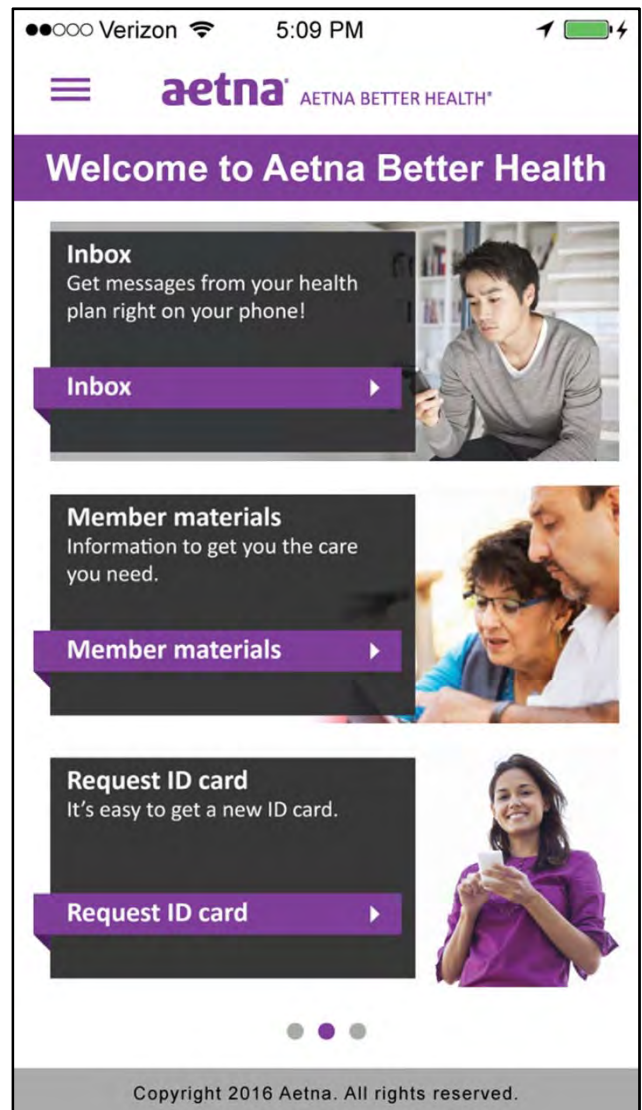 Verizon 5:09 PM
aetna® AETNA BETTER HEALTH®
Welcome to Aetna Better Health
Inbox
Get messages from your health
plan right on your phone!
Inbox
Member materials
Information to get you the care
you need.
Member materials
Request ID card
It's easy to get a new ID card.
Request ID card
Copyright 2016 Aetna. All rights reserved.